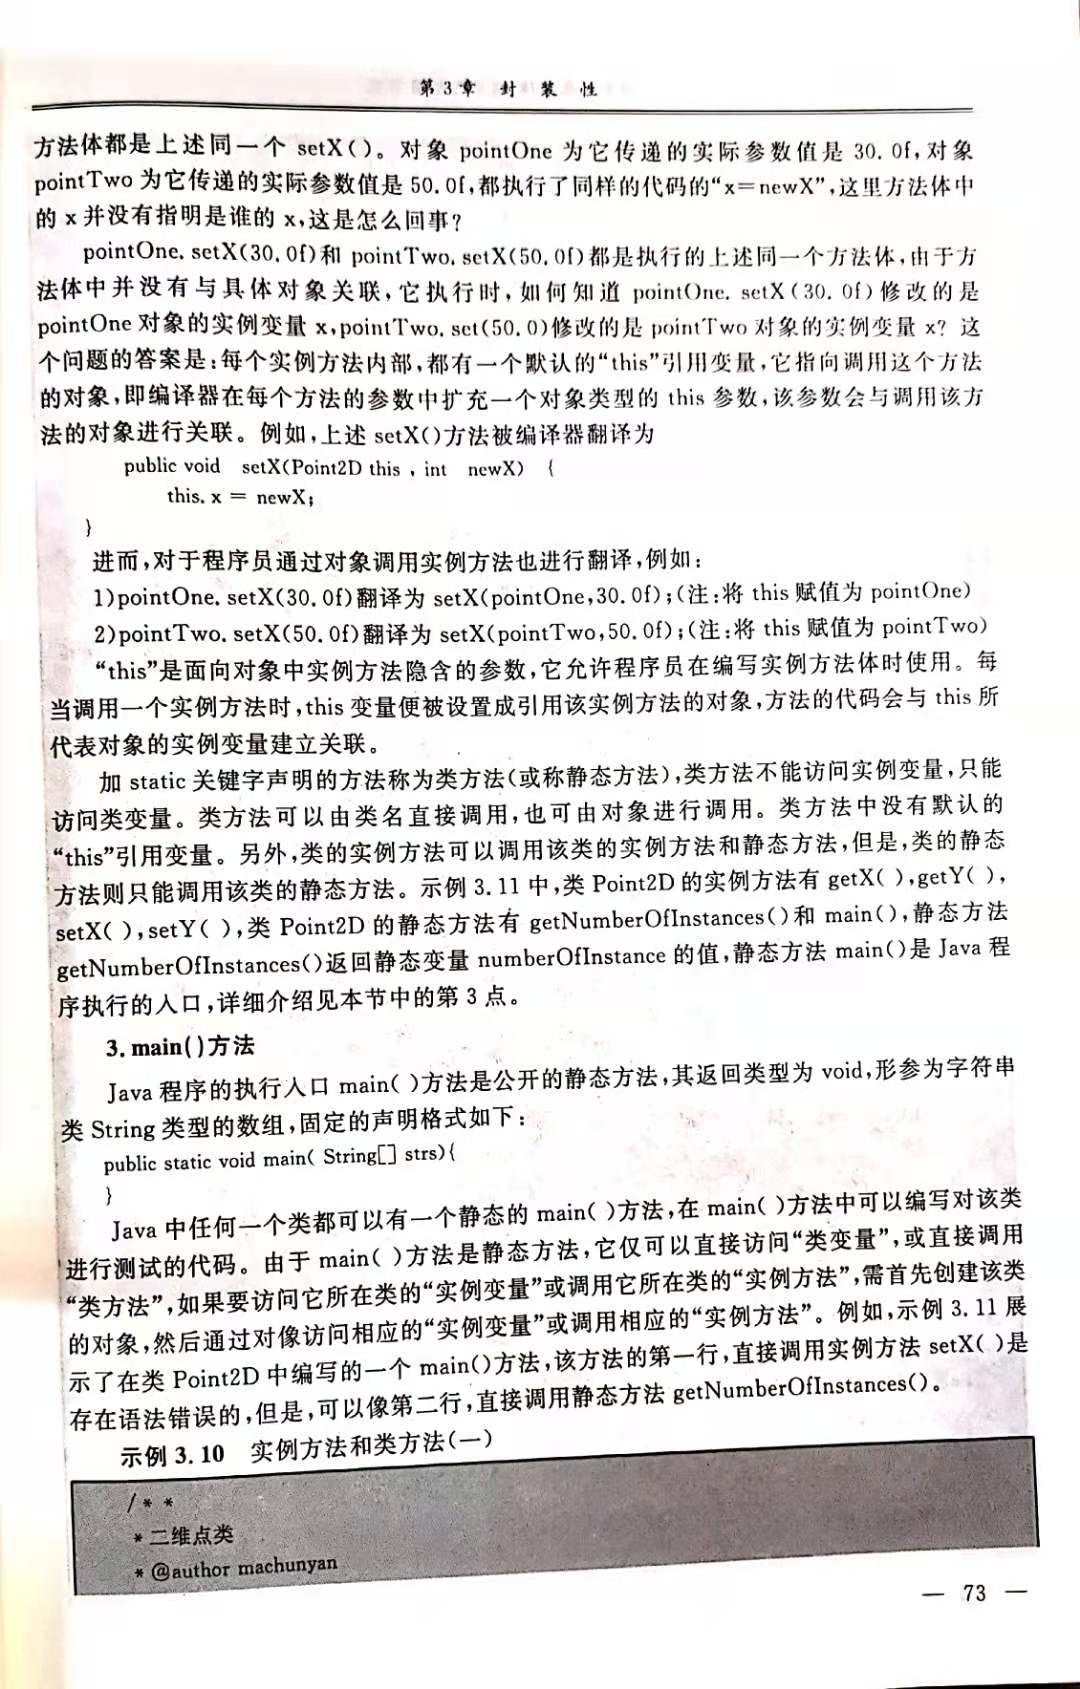 第3章 封装性
方法体都是上述同一个 setX()。对象 pointOne 为它传递的实际参数值是 30.0f,对象
pointTwo 为它传递的实际参数值是 50.0f,都执行了同样的代码的“x=newX”,这里方法体中
的 x 并没有指明是谁的 x,这是怎么回事?
pointOne.setX(30.0f)和 pointTwo.setX(50.0f)都是执行的上述同一个方法体,由于方
法体中并没有与具体对象关联,它执行时,如何知道 pointOne.setX(30.0f)修改的是
pointOne 对象的实例变量 x,pointTwo.set(50.0)修改的是 pointTwo 对象的实例变量 x? 这
个问题的答案是:每个实例方法内部,都有一个默认的“this”引用变量,它指向调用这个方法
的对象,即编译器在每个方法的参数中扩充一个对象类型的 this 参数,该参数会与调用该方
法的对象进行关联。例如,上述 setX()方法被编译器翻译为
public void setX(Point2D this , int newX) {
this.x = newX;
}
进而,对于程序员通过对象调用实例方法也进行翻译,例如:
1)pointOne.setX(30.0f)翻译为 setX(pointOne,30.0f);(注:将 this 赋值为 pointOne)
2)pointTwo.setX(50.0f)翻译为 setX(pointTwo,50.0f);(注:将 this 赋值为 pointTwo)
“this”是面向对象中实例方法隐含的参数,它允许程序员在编写实例方法体时使用。每
当调用一个实例方法时,this 变量便被设置成引用该实例方法的对象,方法的代码会与 this 所
代表对象的实例变量建立关联。
加 static 关键字声明的方法称为类方法(或称静态方法),类方法不能访问实例变量,只能
访问类变量。类方法可以由类名直接调用,也可由对象进行调用。类方法中没有默认的
“this”引用变量。另外,类的实例方法可以调用该类的实例方法和静态方法,但是,类的静态
方法则只能调用该类的静态方法。示例 3.11 中,类 Point2D 的实例方法有 getX( ),getY( ),
setX( ),setY( ),类 Point2D 的静态方法有 getNumberOfInstances()和 main(),静态方法
getNumberOfInstances()返回静态变量 numberOfInstance 的值,静态方法 main()是 Java 程
序执行的入口,详细介绍见本节中的第 3 点。
3. main()方法
Java 程序的执行入口 main( )方法是公开的静态方法,其返回类型为 void,形参为字符串
类 String 类型的数组,固定的声明格式如下:
public static void main( String[] strs){
}
Java 中任何一个类都可以有一个静态的 main( )方法,在 main( )方法中可以编写对该类
进行测试的代码。由于 main( )方法是静态方法,它仅可以直接访问“类变量”,或直接调用
“类方法”,如果要访问它所在类的“实例变量”或调用它所在类的“实例方法”,需首先创建该类
的对象,然后通过对像访问相应的“实例变量”或调用相应的“实例方法”。例如,示例 3.11 展
示了在类 Point2D 中编写的一个 main()方法,该方法的第一行,直接调用实例方法 setX( )是
存在语法错误的,但是,可以像第二行,直接调用静态方法 getNumberOfInstances()。
示例 3.10 实例方法和类方法(一)
/* *
* 二维点类
* @author machunyan
— 73 —